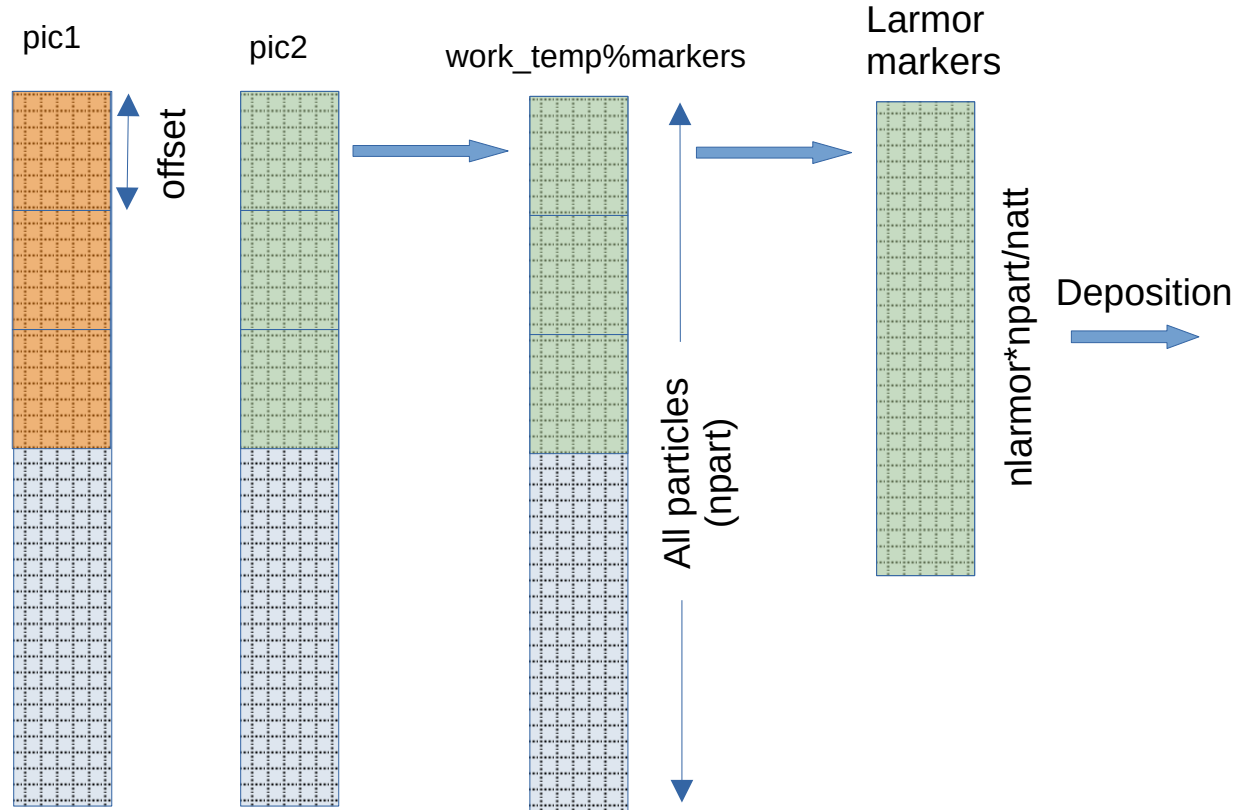 pic1
pic2
work_temp%markers
Larmor
markers
offset
All particles
(npart)
nlarmor*npart/natt
Deposition